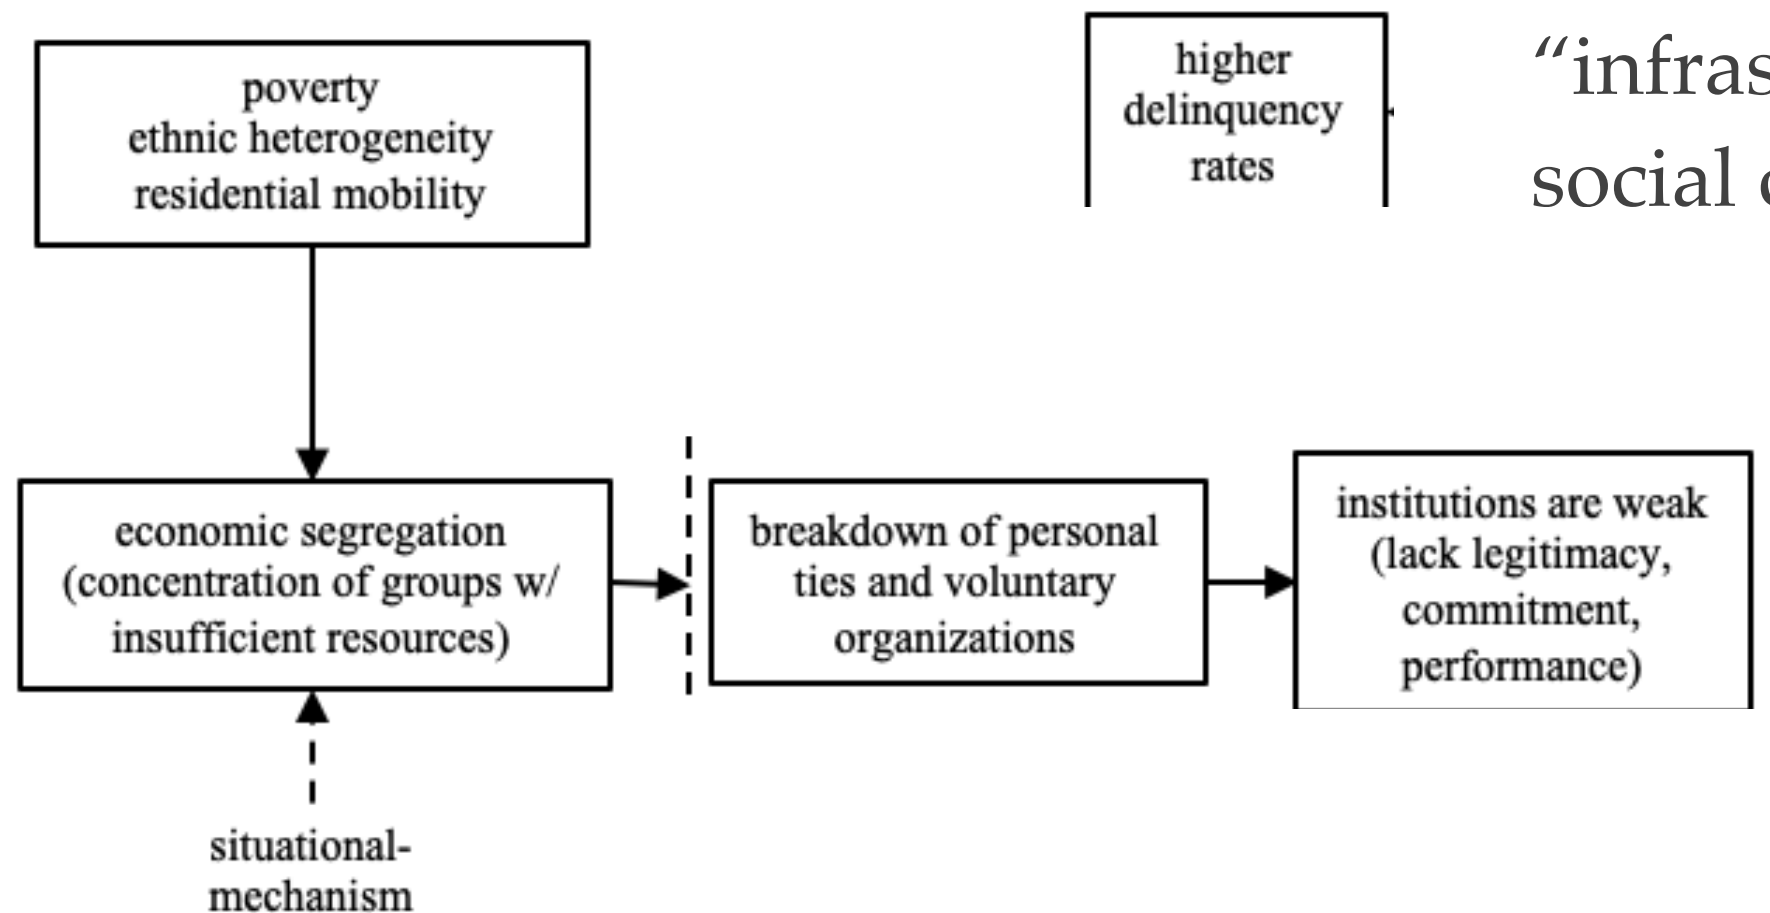 poverty
ethnic heterogeneity
residential mobility
higher
delinquency
rates
social
economic segregation
(concentration of groups w/
insufficient resources)
breakdown of personal
ties and voluntary
organizations
institutions are weak
(lack legitimacy,
commitment,
performance)
situational-
mechanism